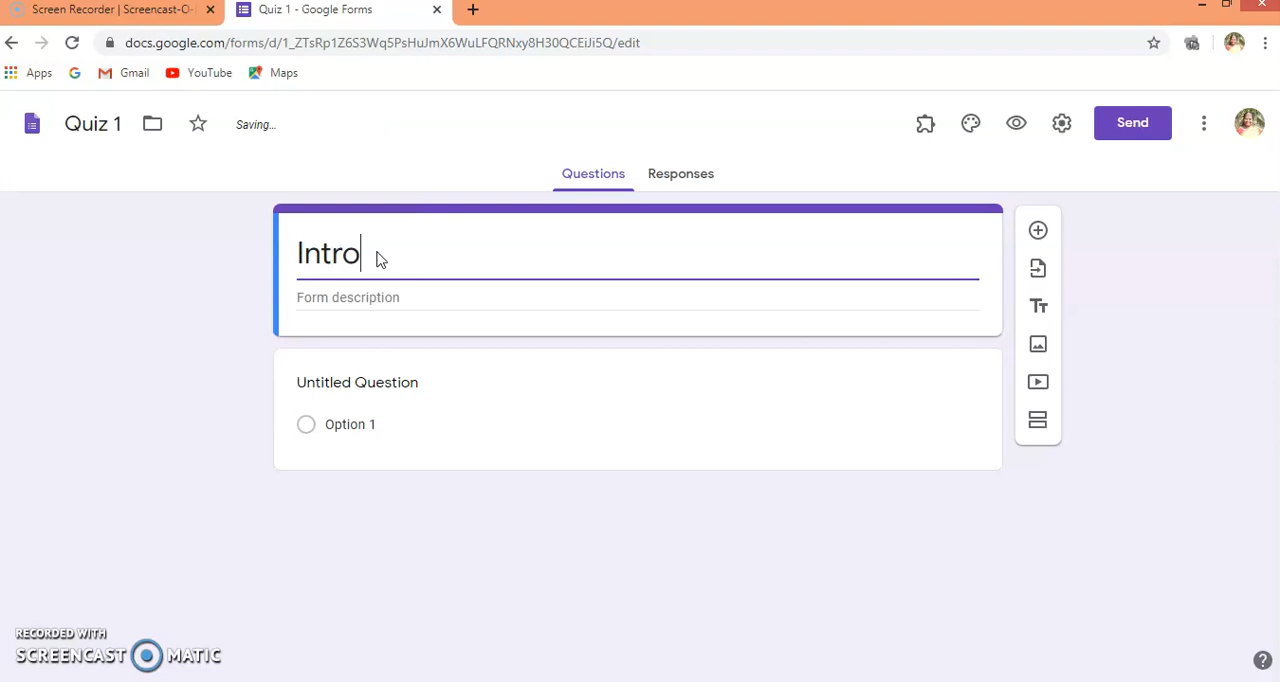 Screen Recorder | Screencast-O-
Quiz 1 - Google Forms
docs.google.com/forms/d/1_ZTsRp1Z6S3Wq5PsHuJmX6WuLFQRNxy8H30QCEiJi5Q/edit
Apps
Gmail
YouTube
Maps
Quiz 1
Saving...
Send
Questions
Responses
Intro
Form description
Tт
Untitled Question
Option 1
RECORDED WITH
SCREENCAST MATIC